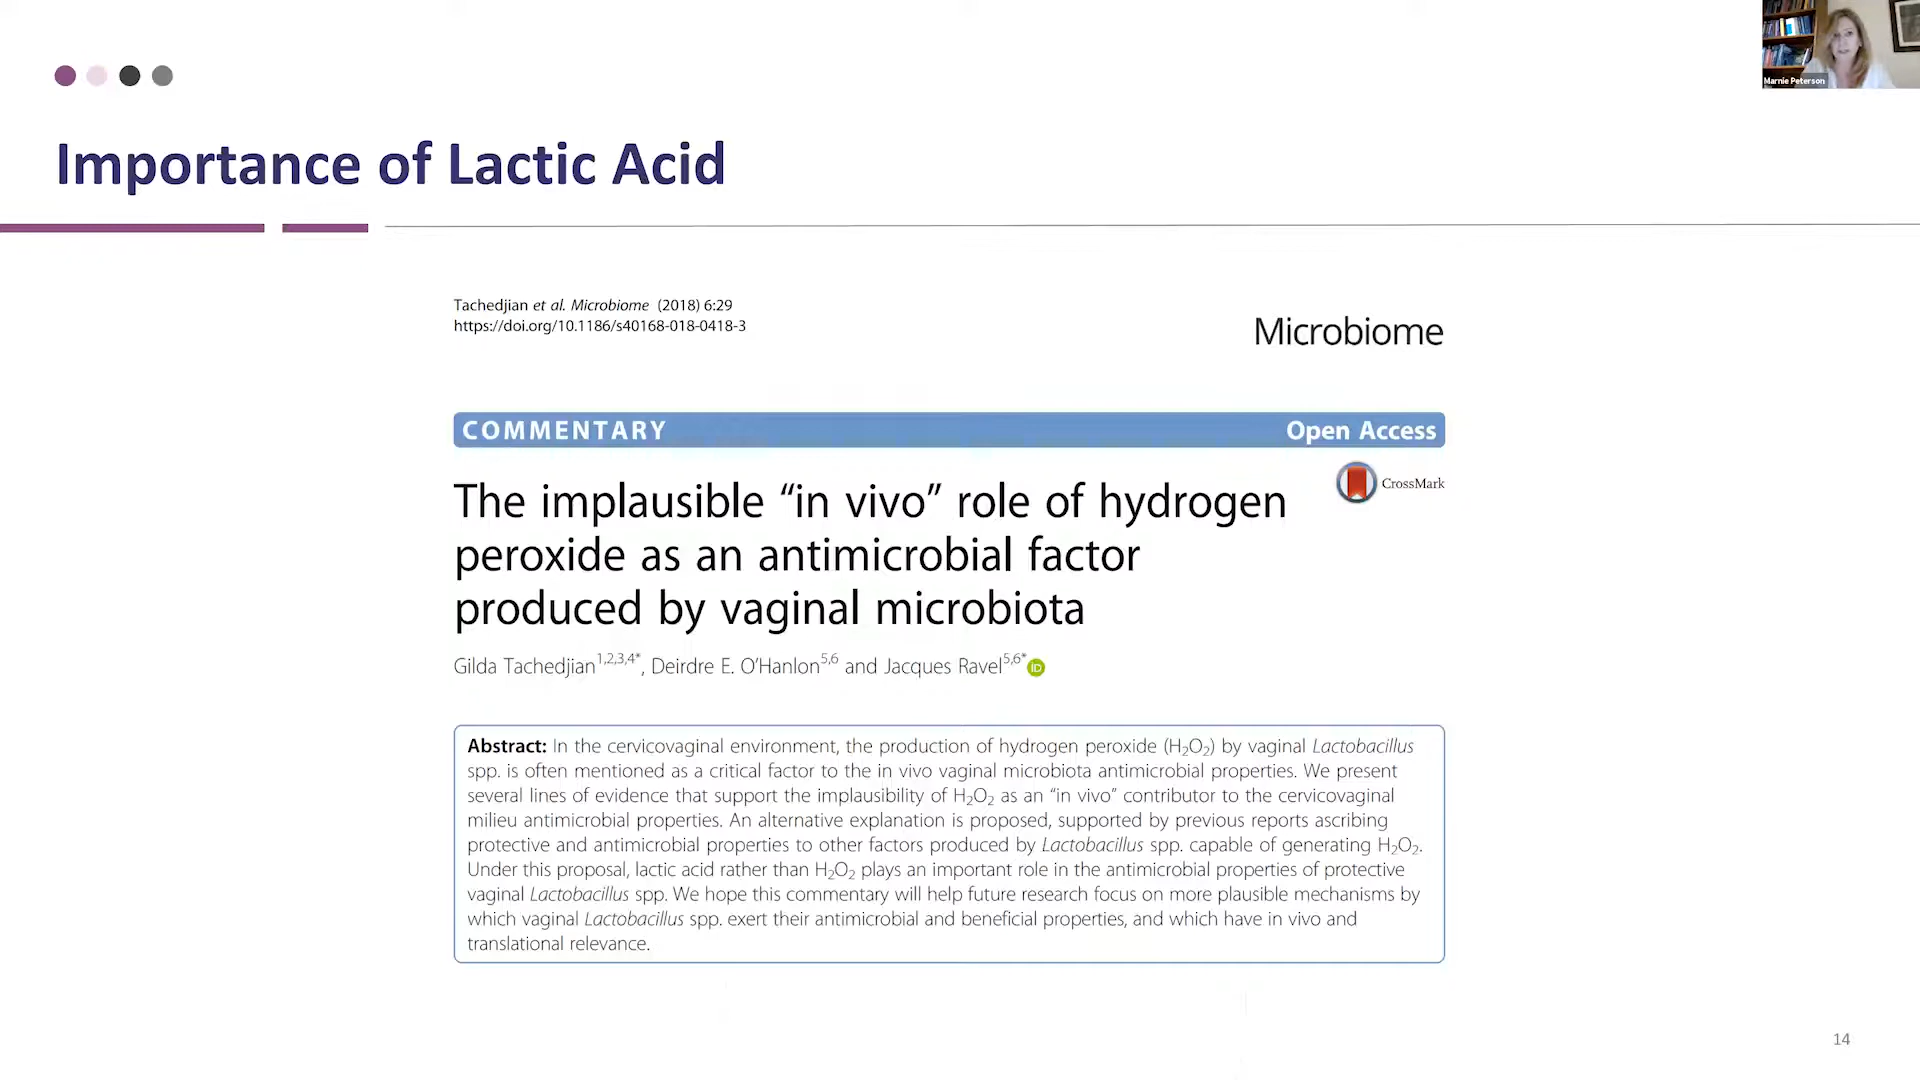 Marnie Peterson
Importance of Lactic Acid
Tachedjian et al. Microbiome (2018) 6:29
https://doi.org/10.1186/s40168-018-0418-3
Microbiome
COMMENTARY
Open Access
The implausible “in vivo” role of hydrogen
peroxide as an antimicrobial factor
produced by vaginal microbiota
CrossMark
Gilda Tachedjian1,2,3,4*, Deirdre E. O’Hanlon5,6 and Jacques Ravel5,6* iD
Abstract: In the cervicovaginal environment, the production of hydrogen peroxide (H2O2) by vaginal Lactobacillus
spp. is often mentioned as a critical factor to the in vivo vaginal microbiota antimicrobial properties. We present
several lines of evidence that support the implausibility of H2O2 as an “in vivo” contributor to the cervicovaginal
milieu antimicrobial properties. An alternative explanation is proposed, supported by previous reports ascribing
protective and antimicrobial properties to other factors produced by Lactobacillus spp. capable of generating H2O2.
Under this proposal, lactic acid rather than H2O2 plays an important role in the antimicrobial properties of protective
vaginal Lactobacillus spp. We hope this commentary will help future research focus on more plausible mechanisms by
which vaginal Lactobacillus spp. exert their antimicrobial and beneficial properties, and which have in vivo and
translational relevance.
14